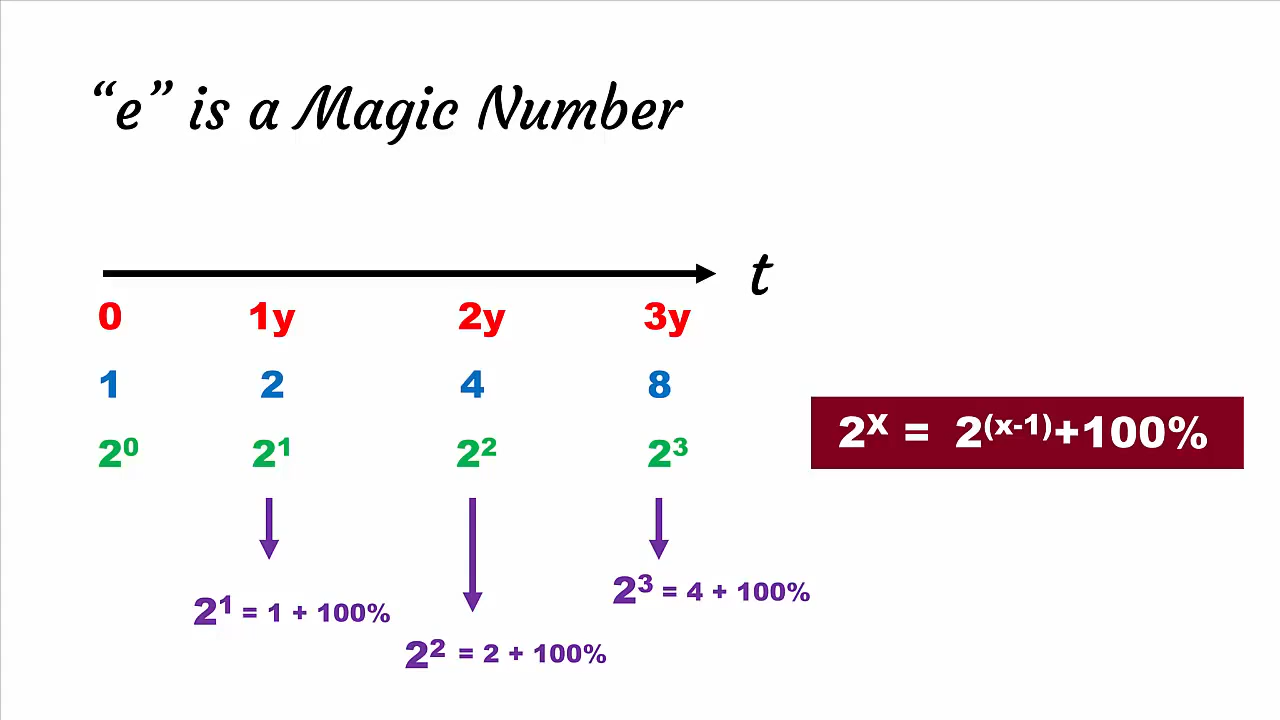 “e” is a Magic Number
t
0 1y 2y 3y
1 2 4 8
2⁰ 2¹ 2² 2³
2ˣ = 2⁽ˣ⁻¹⁾+100%
2³ = 4 + 100%
2¹ = 1 + 100%
2² = 2 + 100%